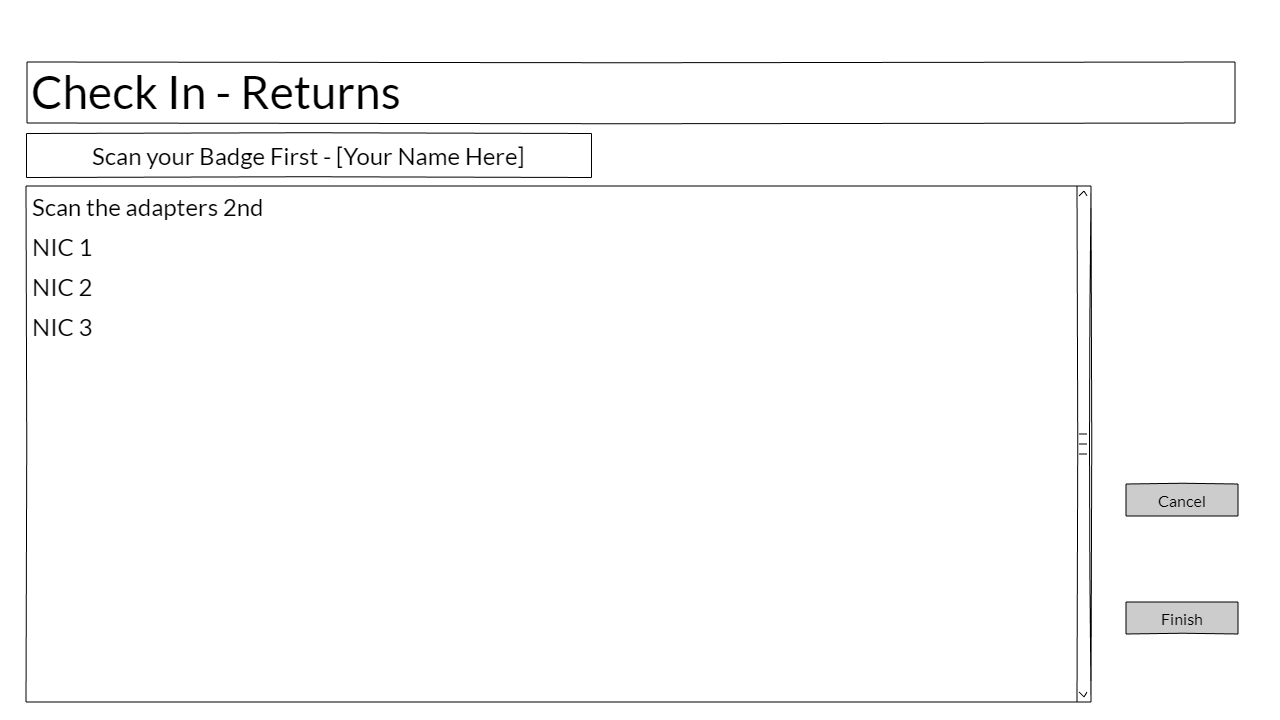 Check In - Returns
Scan your Badge First - [Your Name Here]
Scan the adapters 2nd
NIC 1
NIC 2
NIC 3
Cancel
Finish